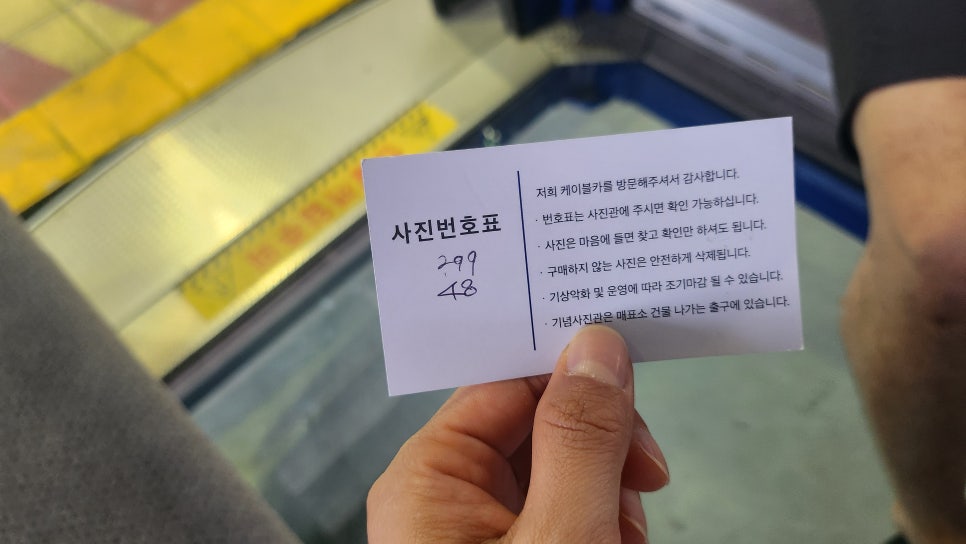 사진번호표
299
48
저희 케이블카를 방문해주셔서 감사합니다.
· 번호표는 사진관에 주시면 확인 가능하십니다.
· 사진은 마음에 들면 찾고 확인만 하셔도 됩니다.
· 구매하지 않는 사진은 안전하게 삭제됩니다.
· 기상악화 및 운영에 따라 조기마감 될 수 있습니다.
· 기념사진관은 매표소 건물 나가는 출구에 있습니다.